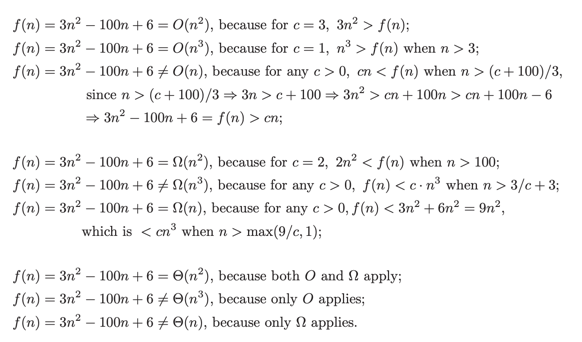 f(n) = 3n² − 100n + 6 = O(n²), because for c = 3, 3n² > f(n);
f(n) = 3n² − 100n + 6 = O(n³), because for c = 1, n³ > f(n) when n > 3;
f(n) = 3n² − 100n + 6 ≠ O(n), because for any c > 0, cn < f(n) when n > (c + 100)/3,
since n > (c + 100)/3 ⇒ 3n > c + 100 ⇒ 3n² > cn + 100n > cn + 100n − 6
⇒ 3n² − 100n + 6 = f(n) > cn;
f(n) = 3n² − 100n + 6 = Ω(n²), because for c = 2, 2n² < f(n) when n > 100;
f(n) = 3n² − 100n + 6 ≠ Ω(n³), because for any c > 0, f(n) < c · n³ when n > 3/c + 3;
f(n) = 3n² − 100n + 6 = Ω(n), because for any c > 0, f(n) < 3n² + 6n² = 9n²,
which is < cn³ when n > max(9/c, 1);
f(n) = 3n² − 100n + 6 = Θ(n²), because both O and Ω apply;
f(n) = 3n² − 100n + 6 ≠ Θ(n³), because only O applies;
f(n) = 3n² − 100n + 6 ≠ Θ(n), because only Ω applies.